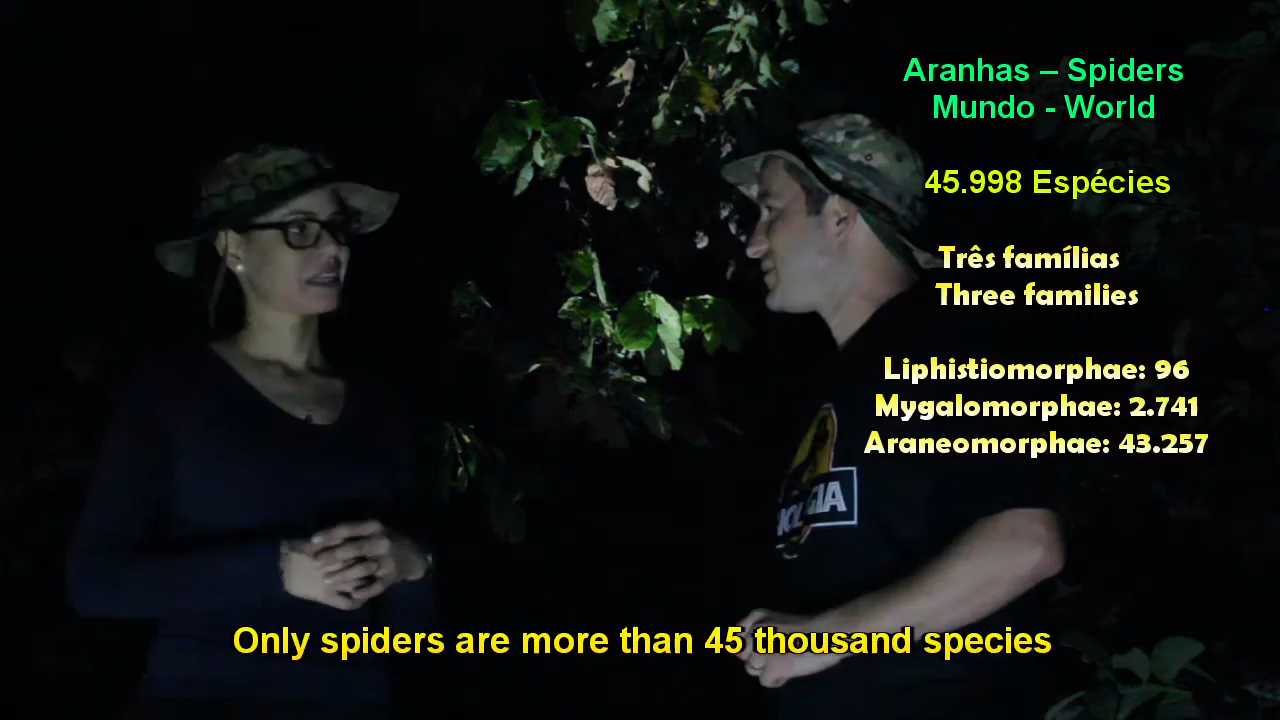 Aranhas – Spiders
Mundo - World
45.998 Espécies
Três famílias
Three families
Liphistiomorphae: 96
Mygalomorphae: 2.741
Araneomorphae: 43.257
Only spiders are more than 45 thousand species